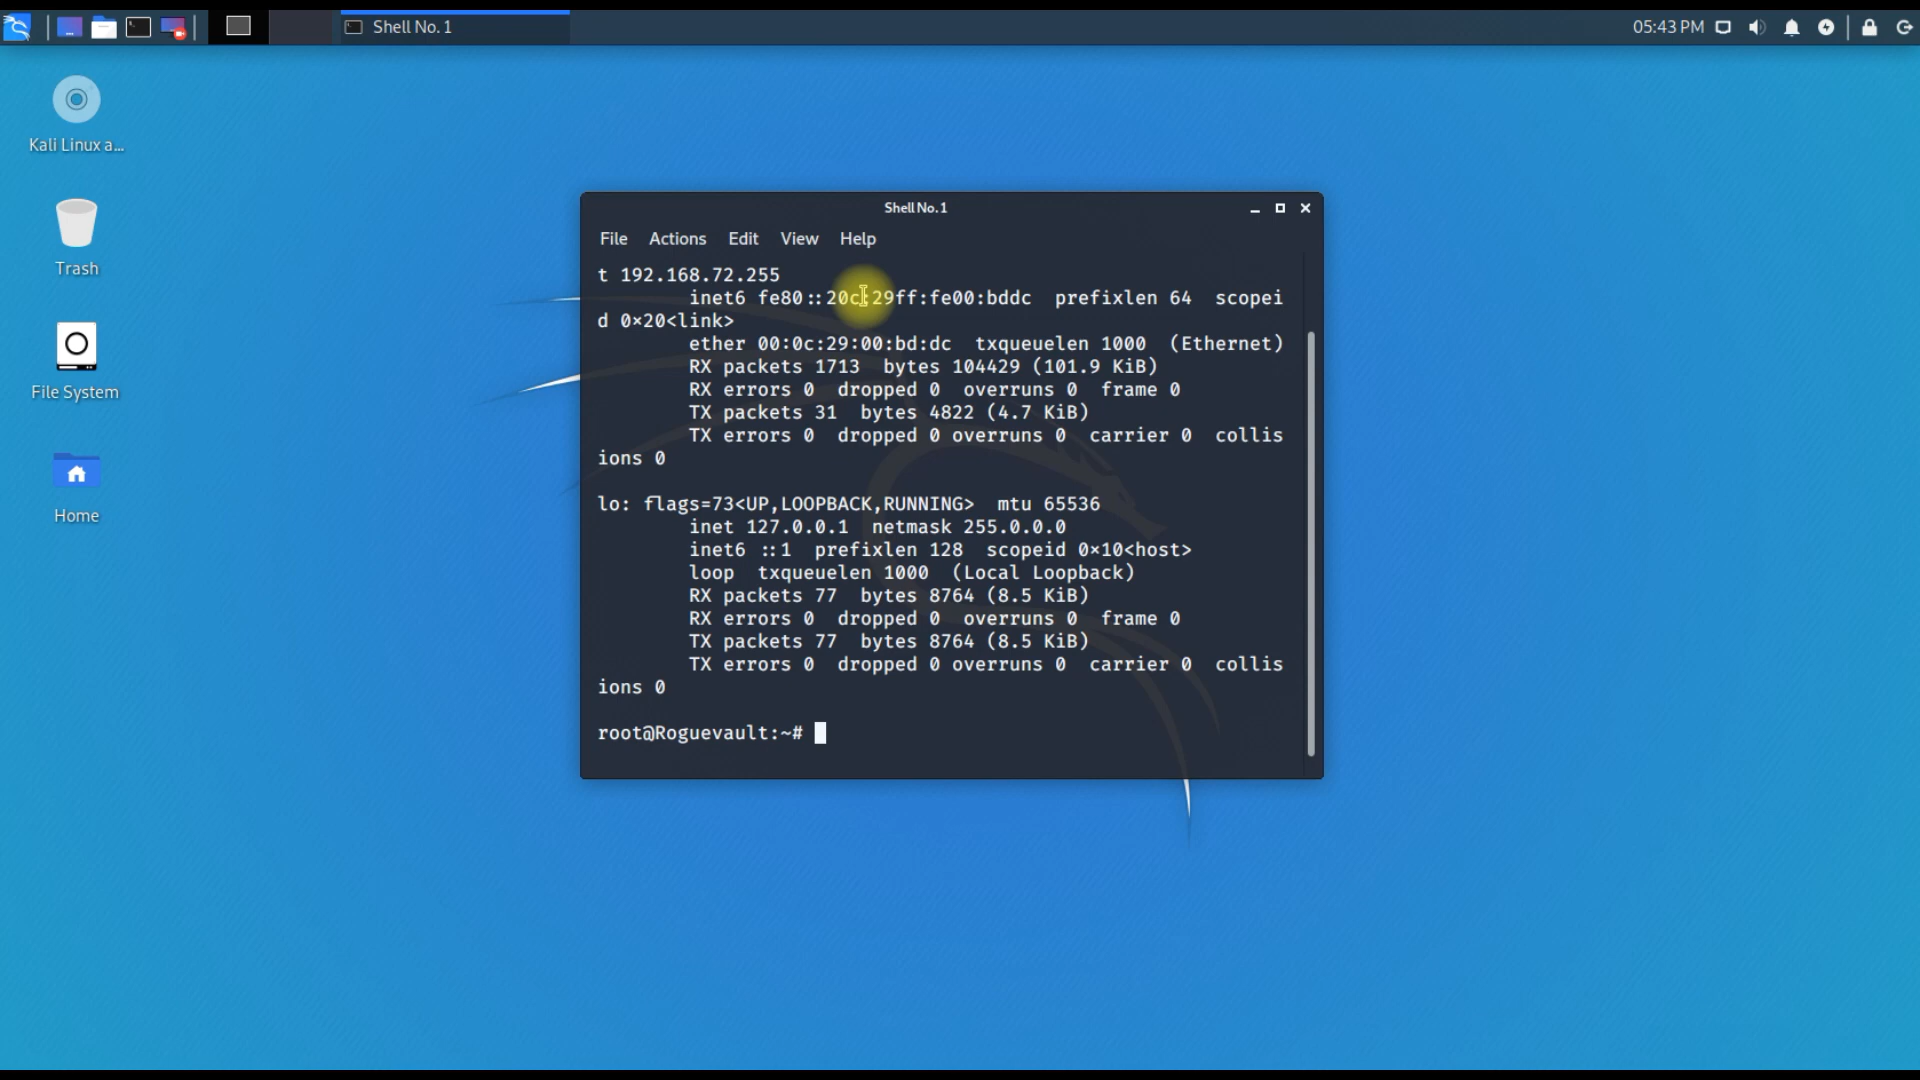 Shell No. 1
05:43 PM
Kali Linux a...
Trash
File System
Home
Shell No.1
File Actions Edit View Help
t 192.168.72.255
inet6 fe80::20c:29ff:fe00:bddc prefixlen 64 scopei
d 0×20<link>
ether 00:0c:29:00:bd:dc txqueuelen 1000 (Ethernet)
RX packets 1713 bytes 104429 (101.9 KiB)
RX errors 0 dropped 0 overruns 0 frame 0
TX packets 31 bytes 4822 (4.7 KiB)
TX errors 0 dropped 0 overruns 0 carrier 0 collis
ions 0
lo: flags=73<UP,LOOPBACK,RUNNING> mtu 65536
inet 127.0.0.1 netmask 255.0.0.0
inet6 ::1 prefixlen 128 scopeid 0×10<host>
loop txqueuelen 1000 (Local Loopback)
RX packets 77 bytes 8764 (8.5 KiB)
RX errors 0 dropped 0 overruns 0 frame 0
TX packets 77 bytes 8764 (8.5 KiB)
TX errors 0 dropped 0 overruns 0 carrier 0 collis
ions 0
root@Roguevault:~#